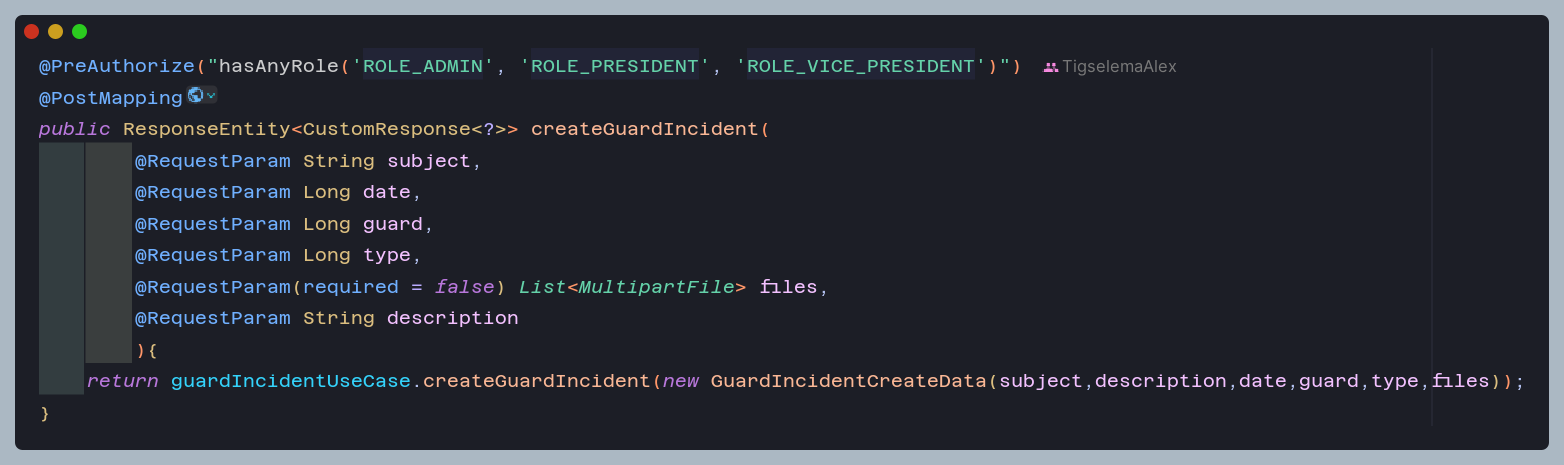 @PreAuthorize("hasAnyRole('ROLE_ADMIN', 'ROLE_PRESIDENT', 'ROLE_VICE_PRESIDENT')") TigselemaAlex
@PostMapping
public ResponseEntity<CustomResponse<?>> createGuardIncident(
@RequestParam String subject,
@RequestParam Long date,
@RequestParam Long guard,
@RequestParam Long type,
@RequestParam(required = false) List<MultipartFile> files,
@RequestParam String description
){
return guardIncidentUseCase.createGuardIncident(new GuardIncidentCreateData(subject,description,date,guard,type,files));
}